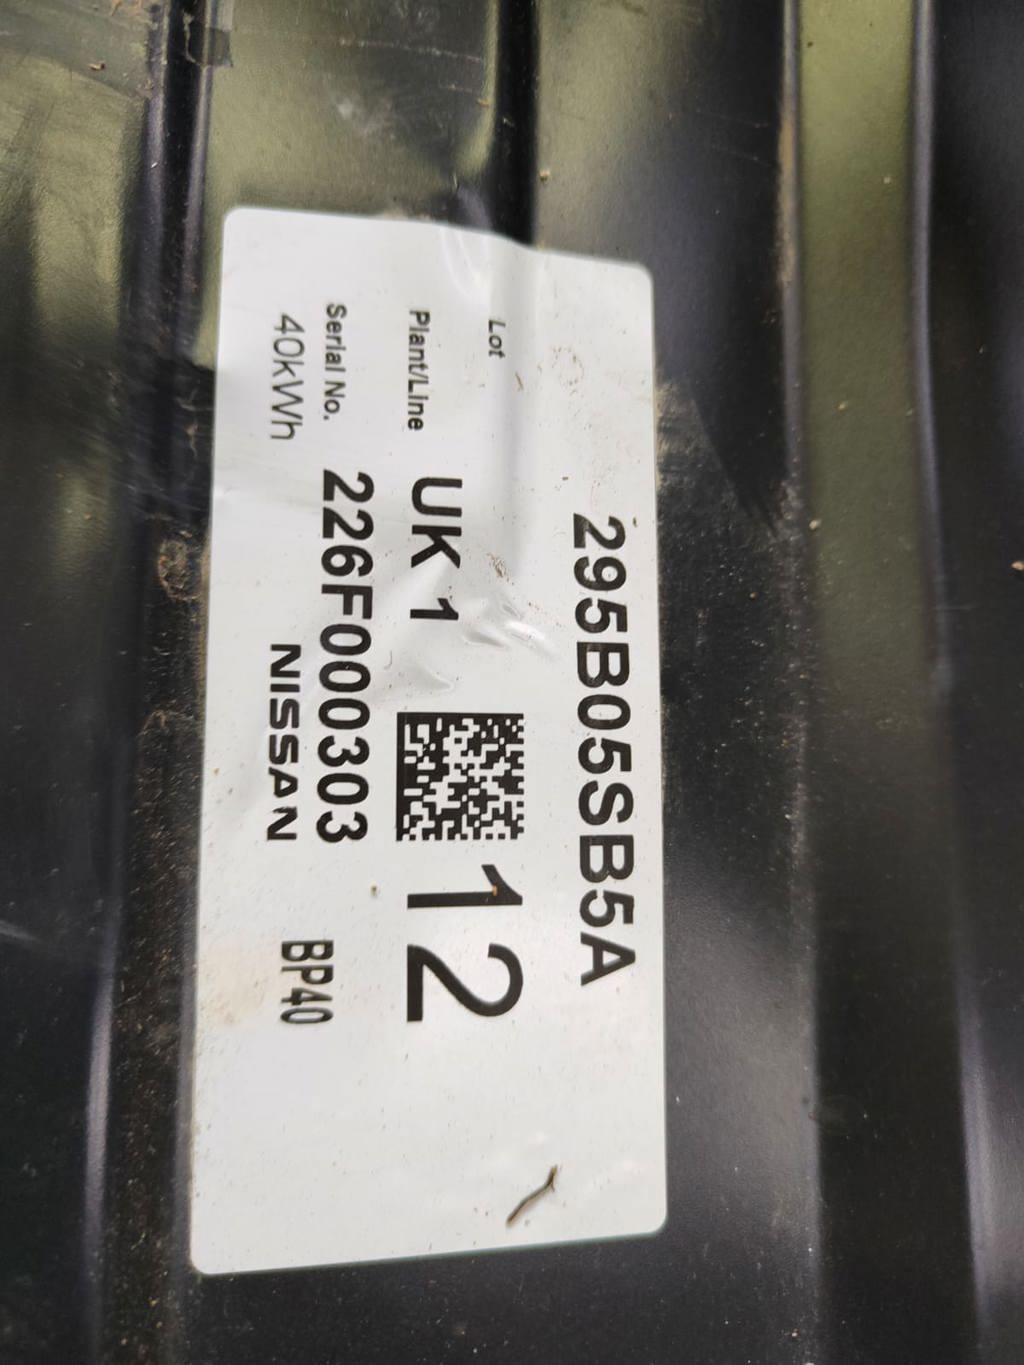 295B05SB5A
Lot
Plant/Line UK 1 12
Serial No. 226F000303
40kWh NISSAN BP40